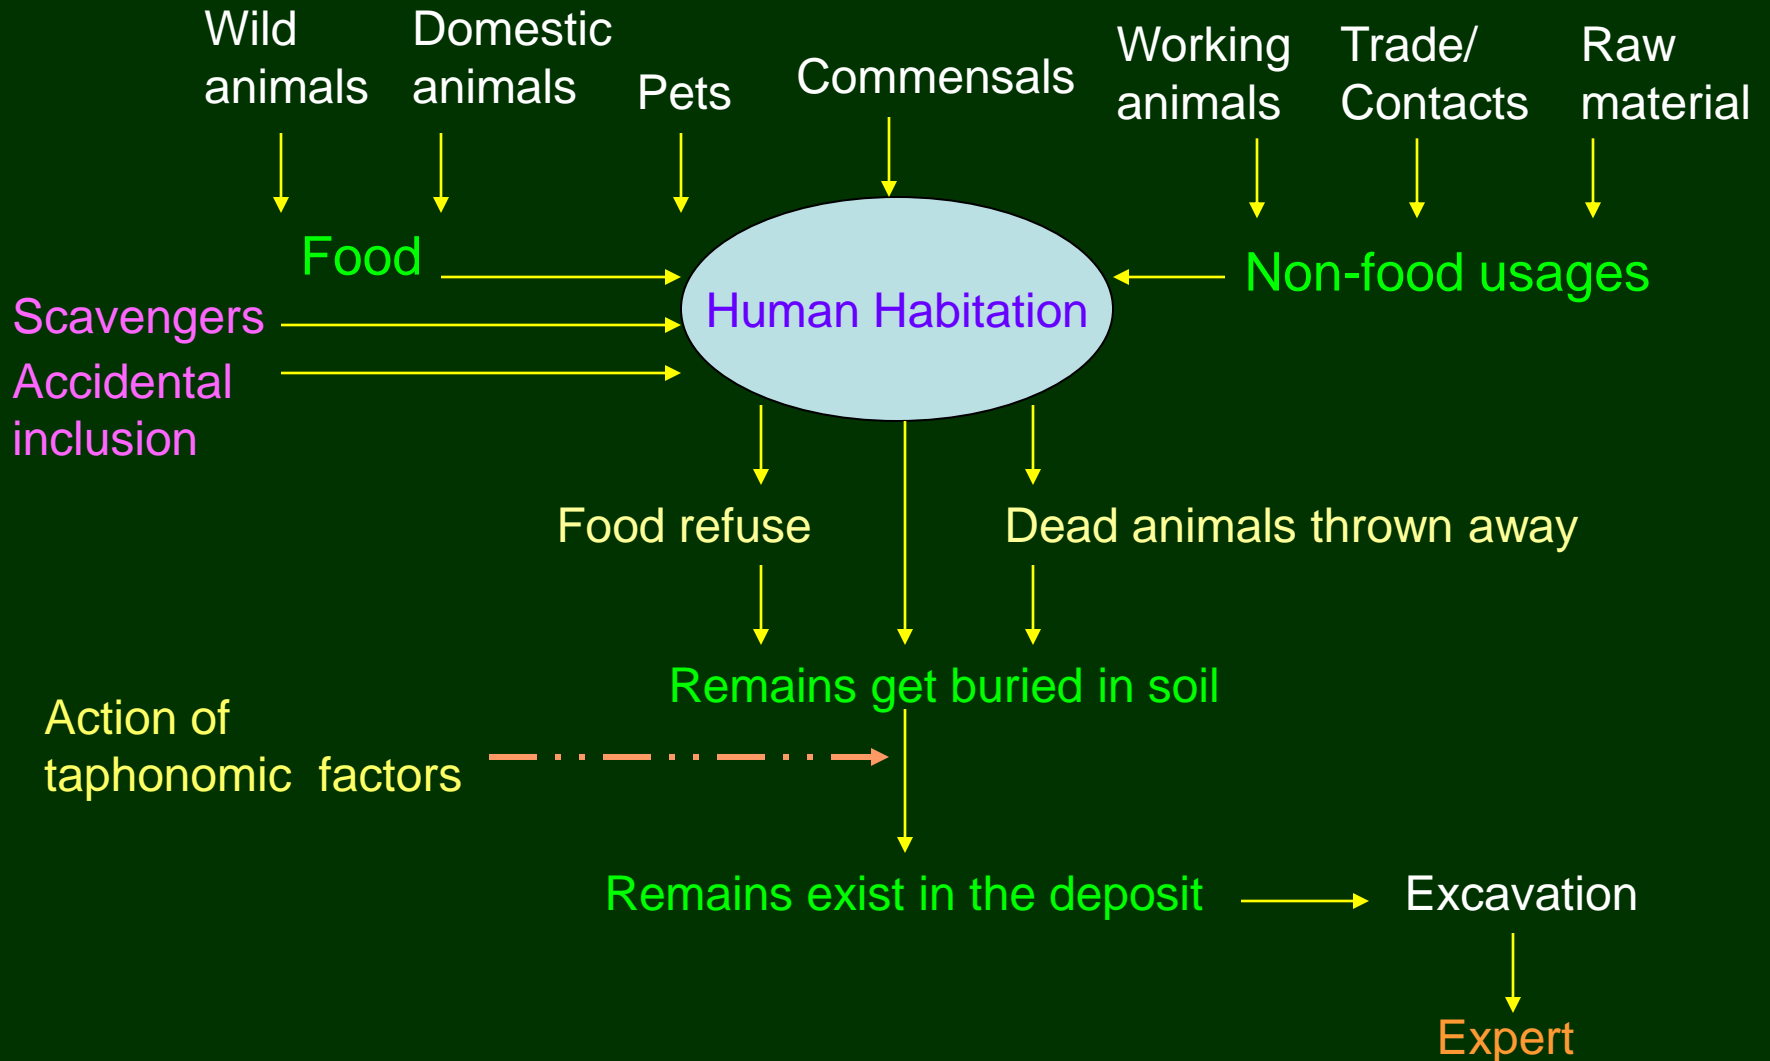 Wild
animals
Domestic
animals
Pets
Commensals
Working
animals
Trade/
Contacts
Raw
material
Food
Non-food usages
Scavengers
Human Habitation
Accidental
inclusion
Food refuse
Dead animals thrown away
Remains get buried in soil
Action of
taphonomic factors
Remains exist in the deposit
Excavation
Expert